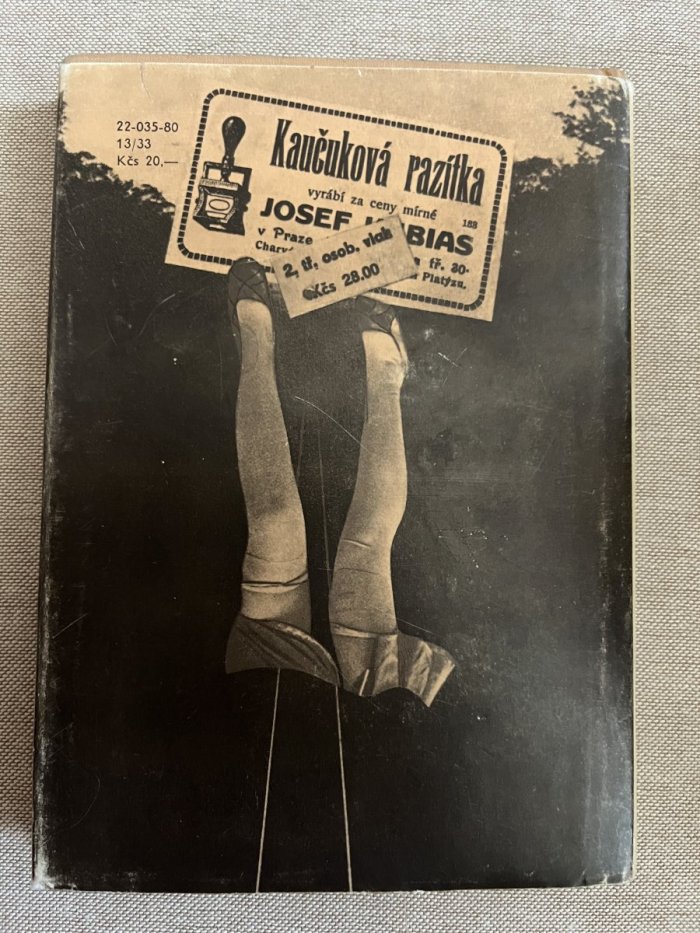 22-035-80
13/33
Kčs 20,—
Kaučuková razítka
vyrábí za ceny mírné
188
JOSEF BIAS
v Praze
tř. 30.
Platýzu.
2. tř. osob. vlak
Kčs 28.00